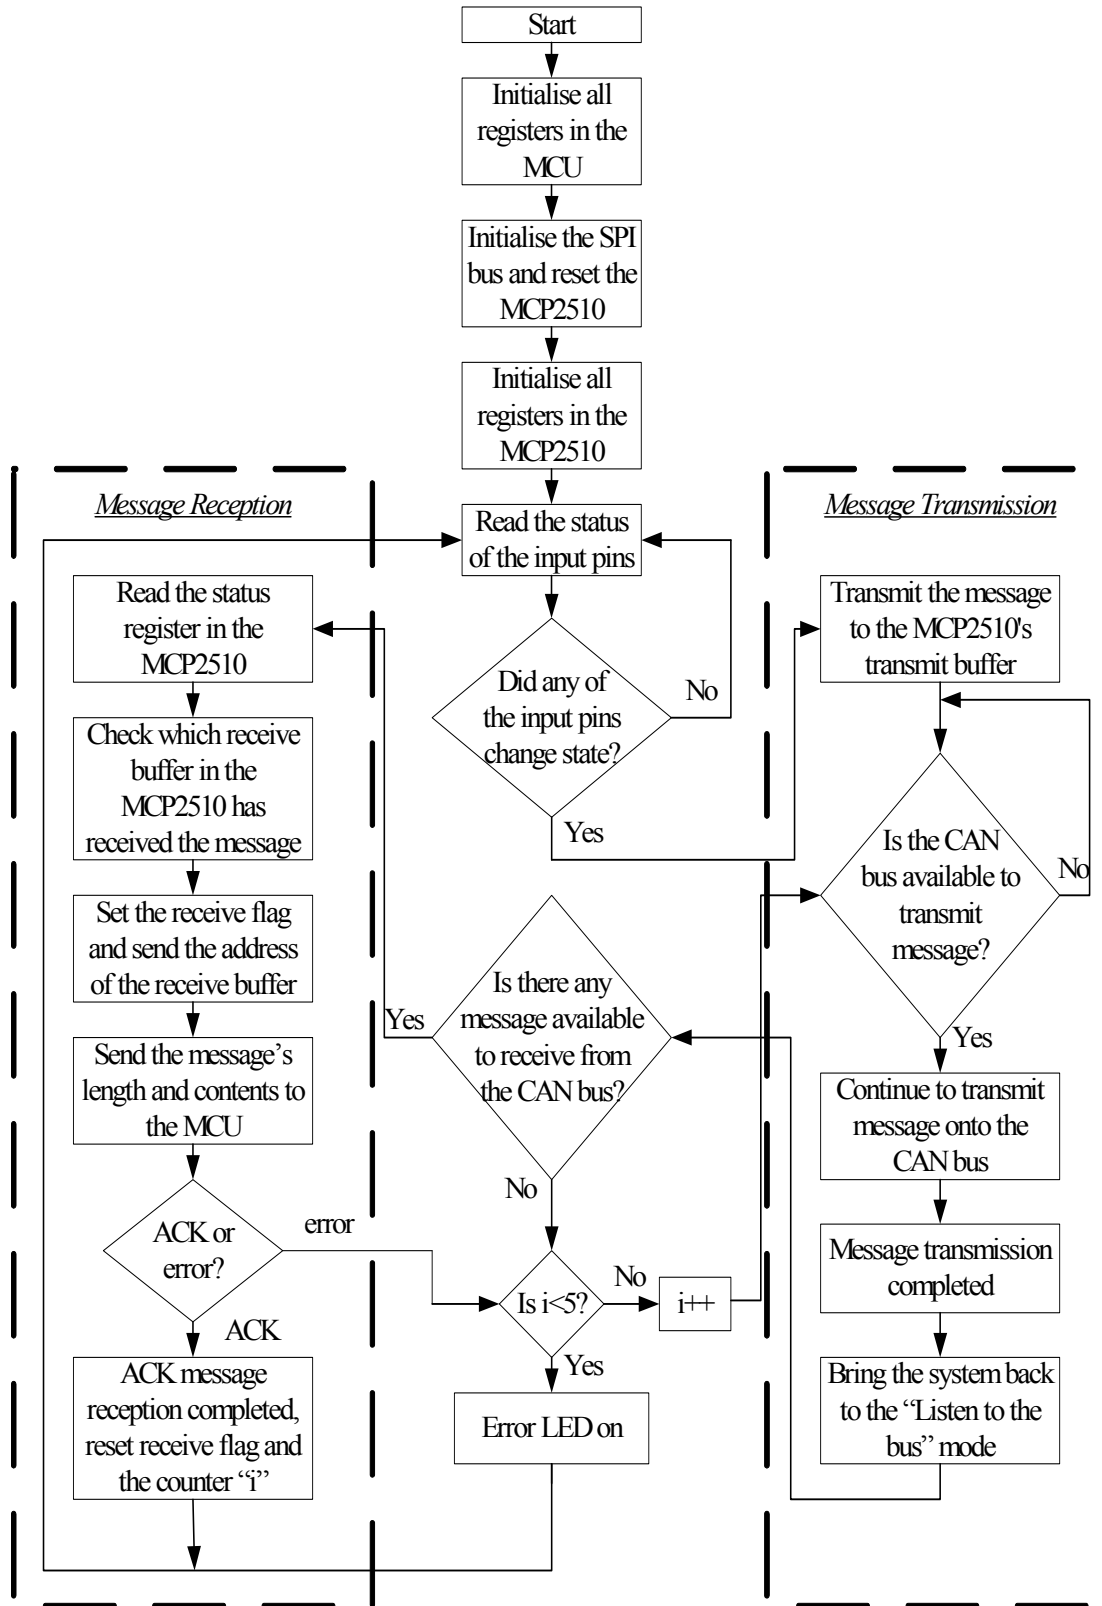 Start
Initialise all
registers in the
MCU
Initialise the SPI
bus and reset the
MCP2510
Initialise all
registers in the
MCP2510
Message Reception
Message Transmission
Read the status
of the input pins
Read the status
register in the
MCP2510
Transmit the message
to the MCP2510's
transmit buffer
Did any of
the input pins
change state?
No
Yes
Check which receive
buffer in the
MCP2510 has
received the message
Is the CAN
bus available to
transmit
message?
No
Yes
Set the receive flag
and send the address
of the receive buffer
Is there any
message available
to receive from
the CAN bus?
Yes
No
Send the message’s
length and contents to
the MCU
Continue to transmit
message onto the
CAN bus
ACK or
error?
error
ACK
Is i<5?
No
i++
Yes
Message transmission
completed
ACK message
reception completed,
reset receive flag and
the counter “i”
Error LED on
Bring the system back
to the “Listen to the
bus” mode